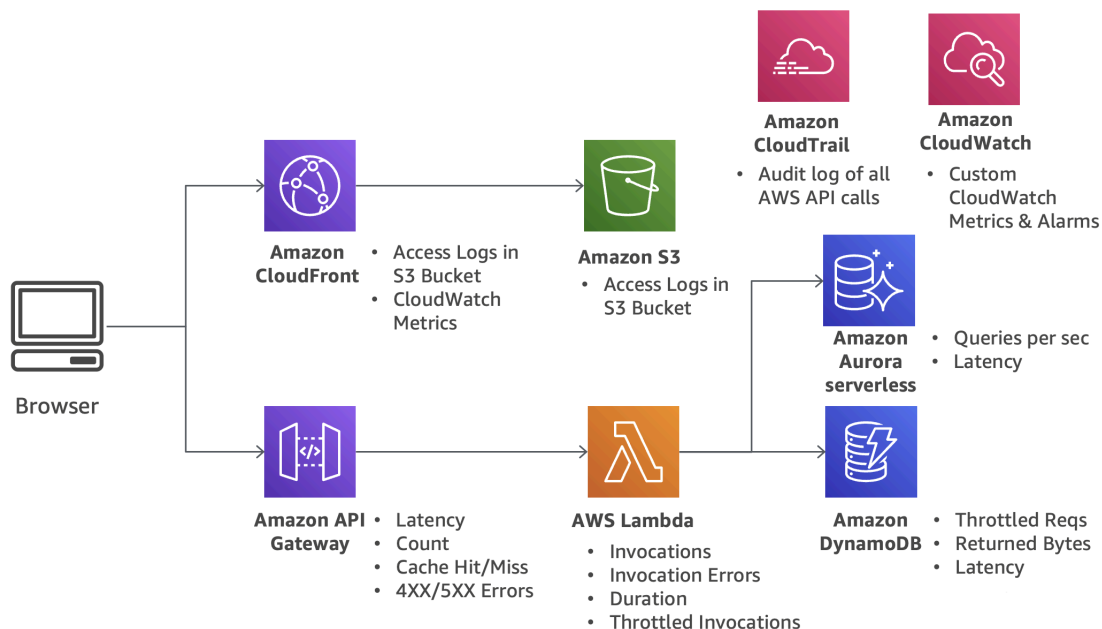 Amazon
CloudTrail
• Audit log of all
AWS API calls
Amazon
CloudWatch
• Custom
CloudWatch
Metrics & Alarms
Amazon
CloudFront
• Access Logs in
S3 Bucket
• CloudWatch
Metrics
Amazon S3
• Access Logs in
S3 Bucket
Browser
Amazon
Aurora
serverless
• Queries per sec
• Latency
</>
Amazon API
Gateway
• Latency
• Count
• Cache Hit/Miss
• 4XX/5XX Errors
AWS Lambda
• Invocations
• Invocation Errors
• Duration
• Throttled Invocations
Amazon
DynamoDB
• Throttled Reqs
• Returned Bytes
• Latency